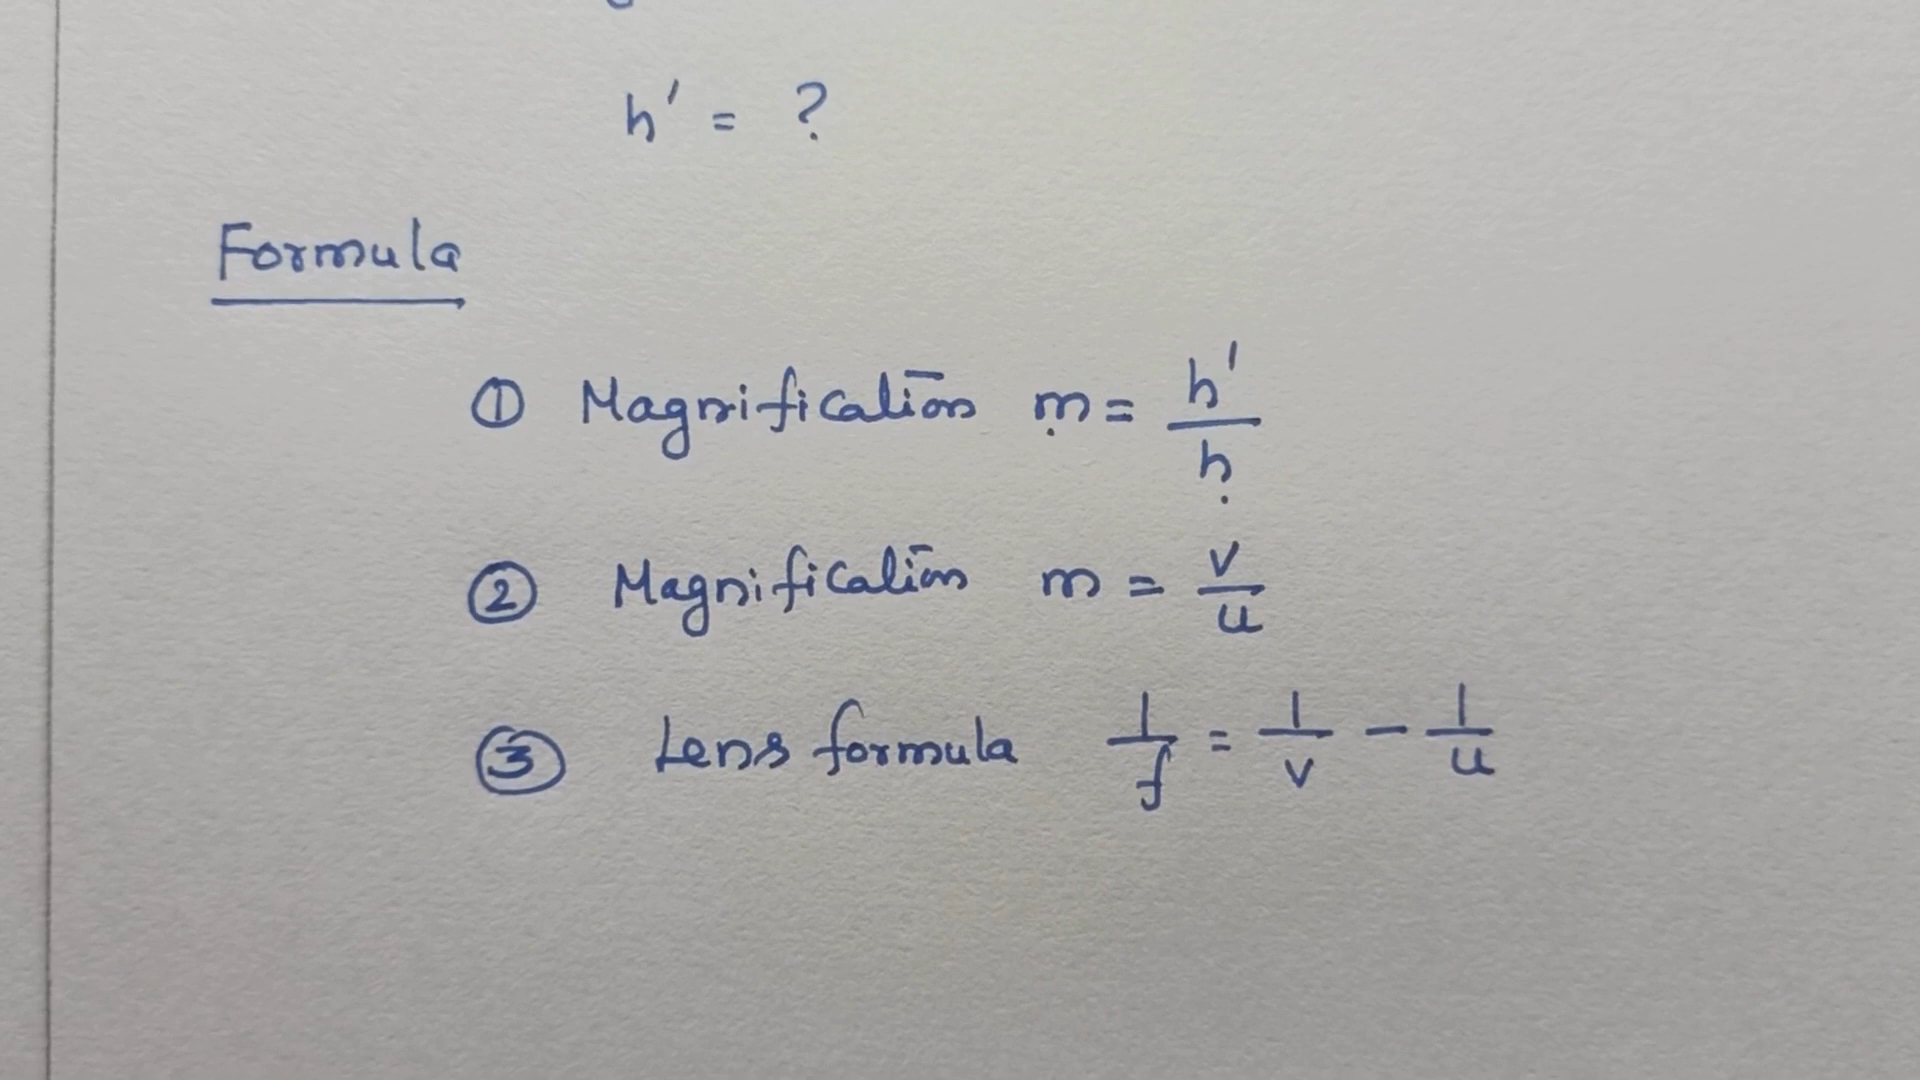 h' = ?
Formula
① Magnification m = h'/h
② Magnification m = v/u
③ Lens formula 1/f = 1/v - 1/u